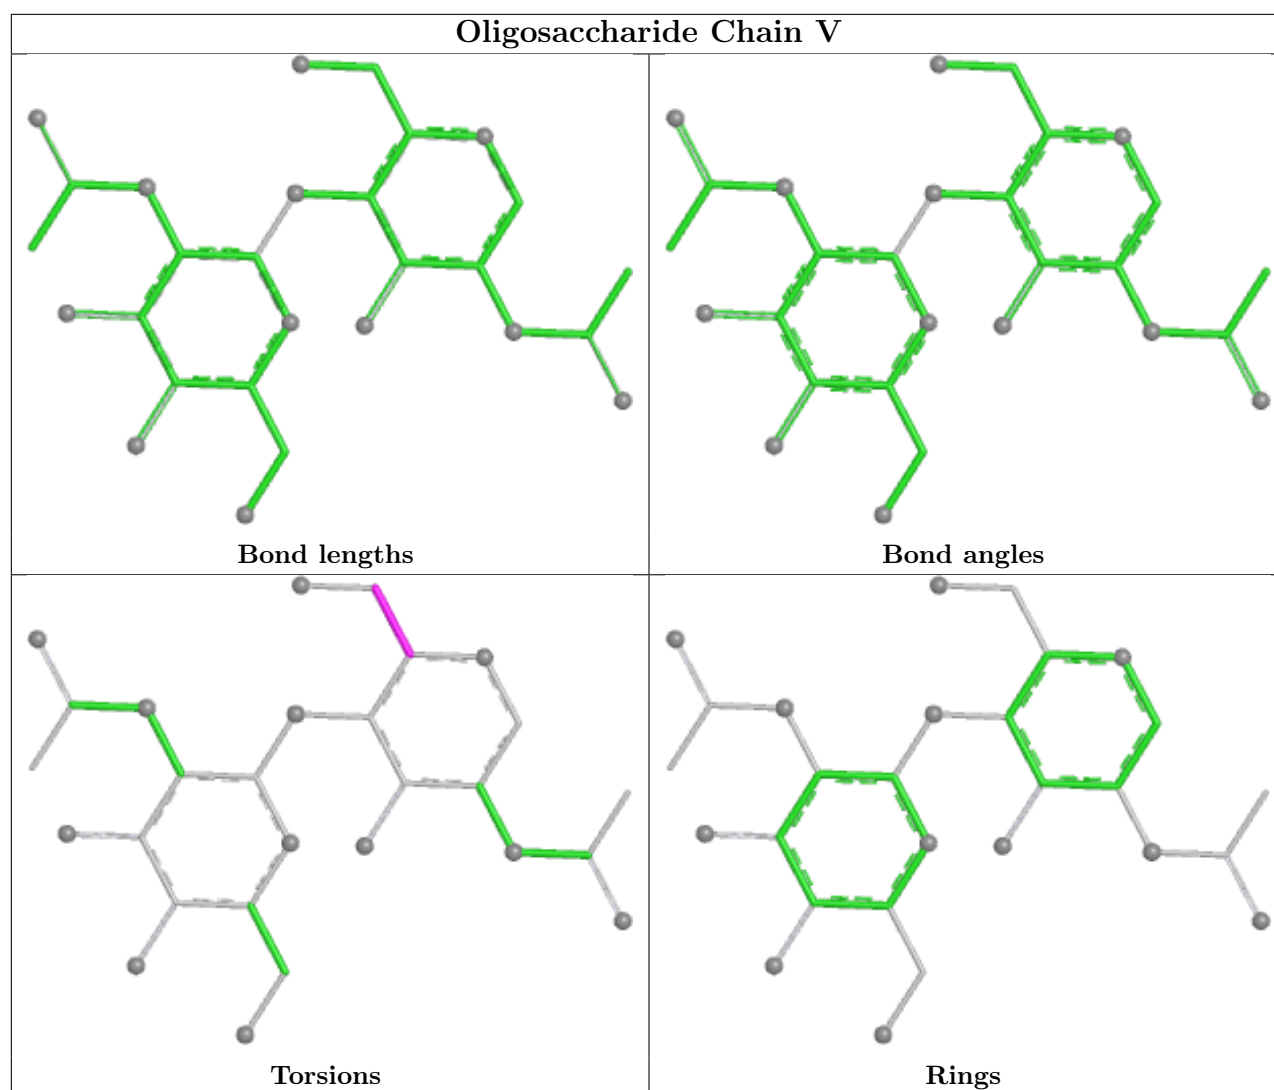 Oligosaccharide Chain V
Bond lengths
Bond angles
Torsions
Rings